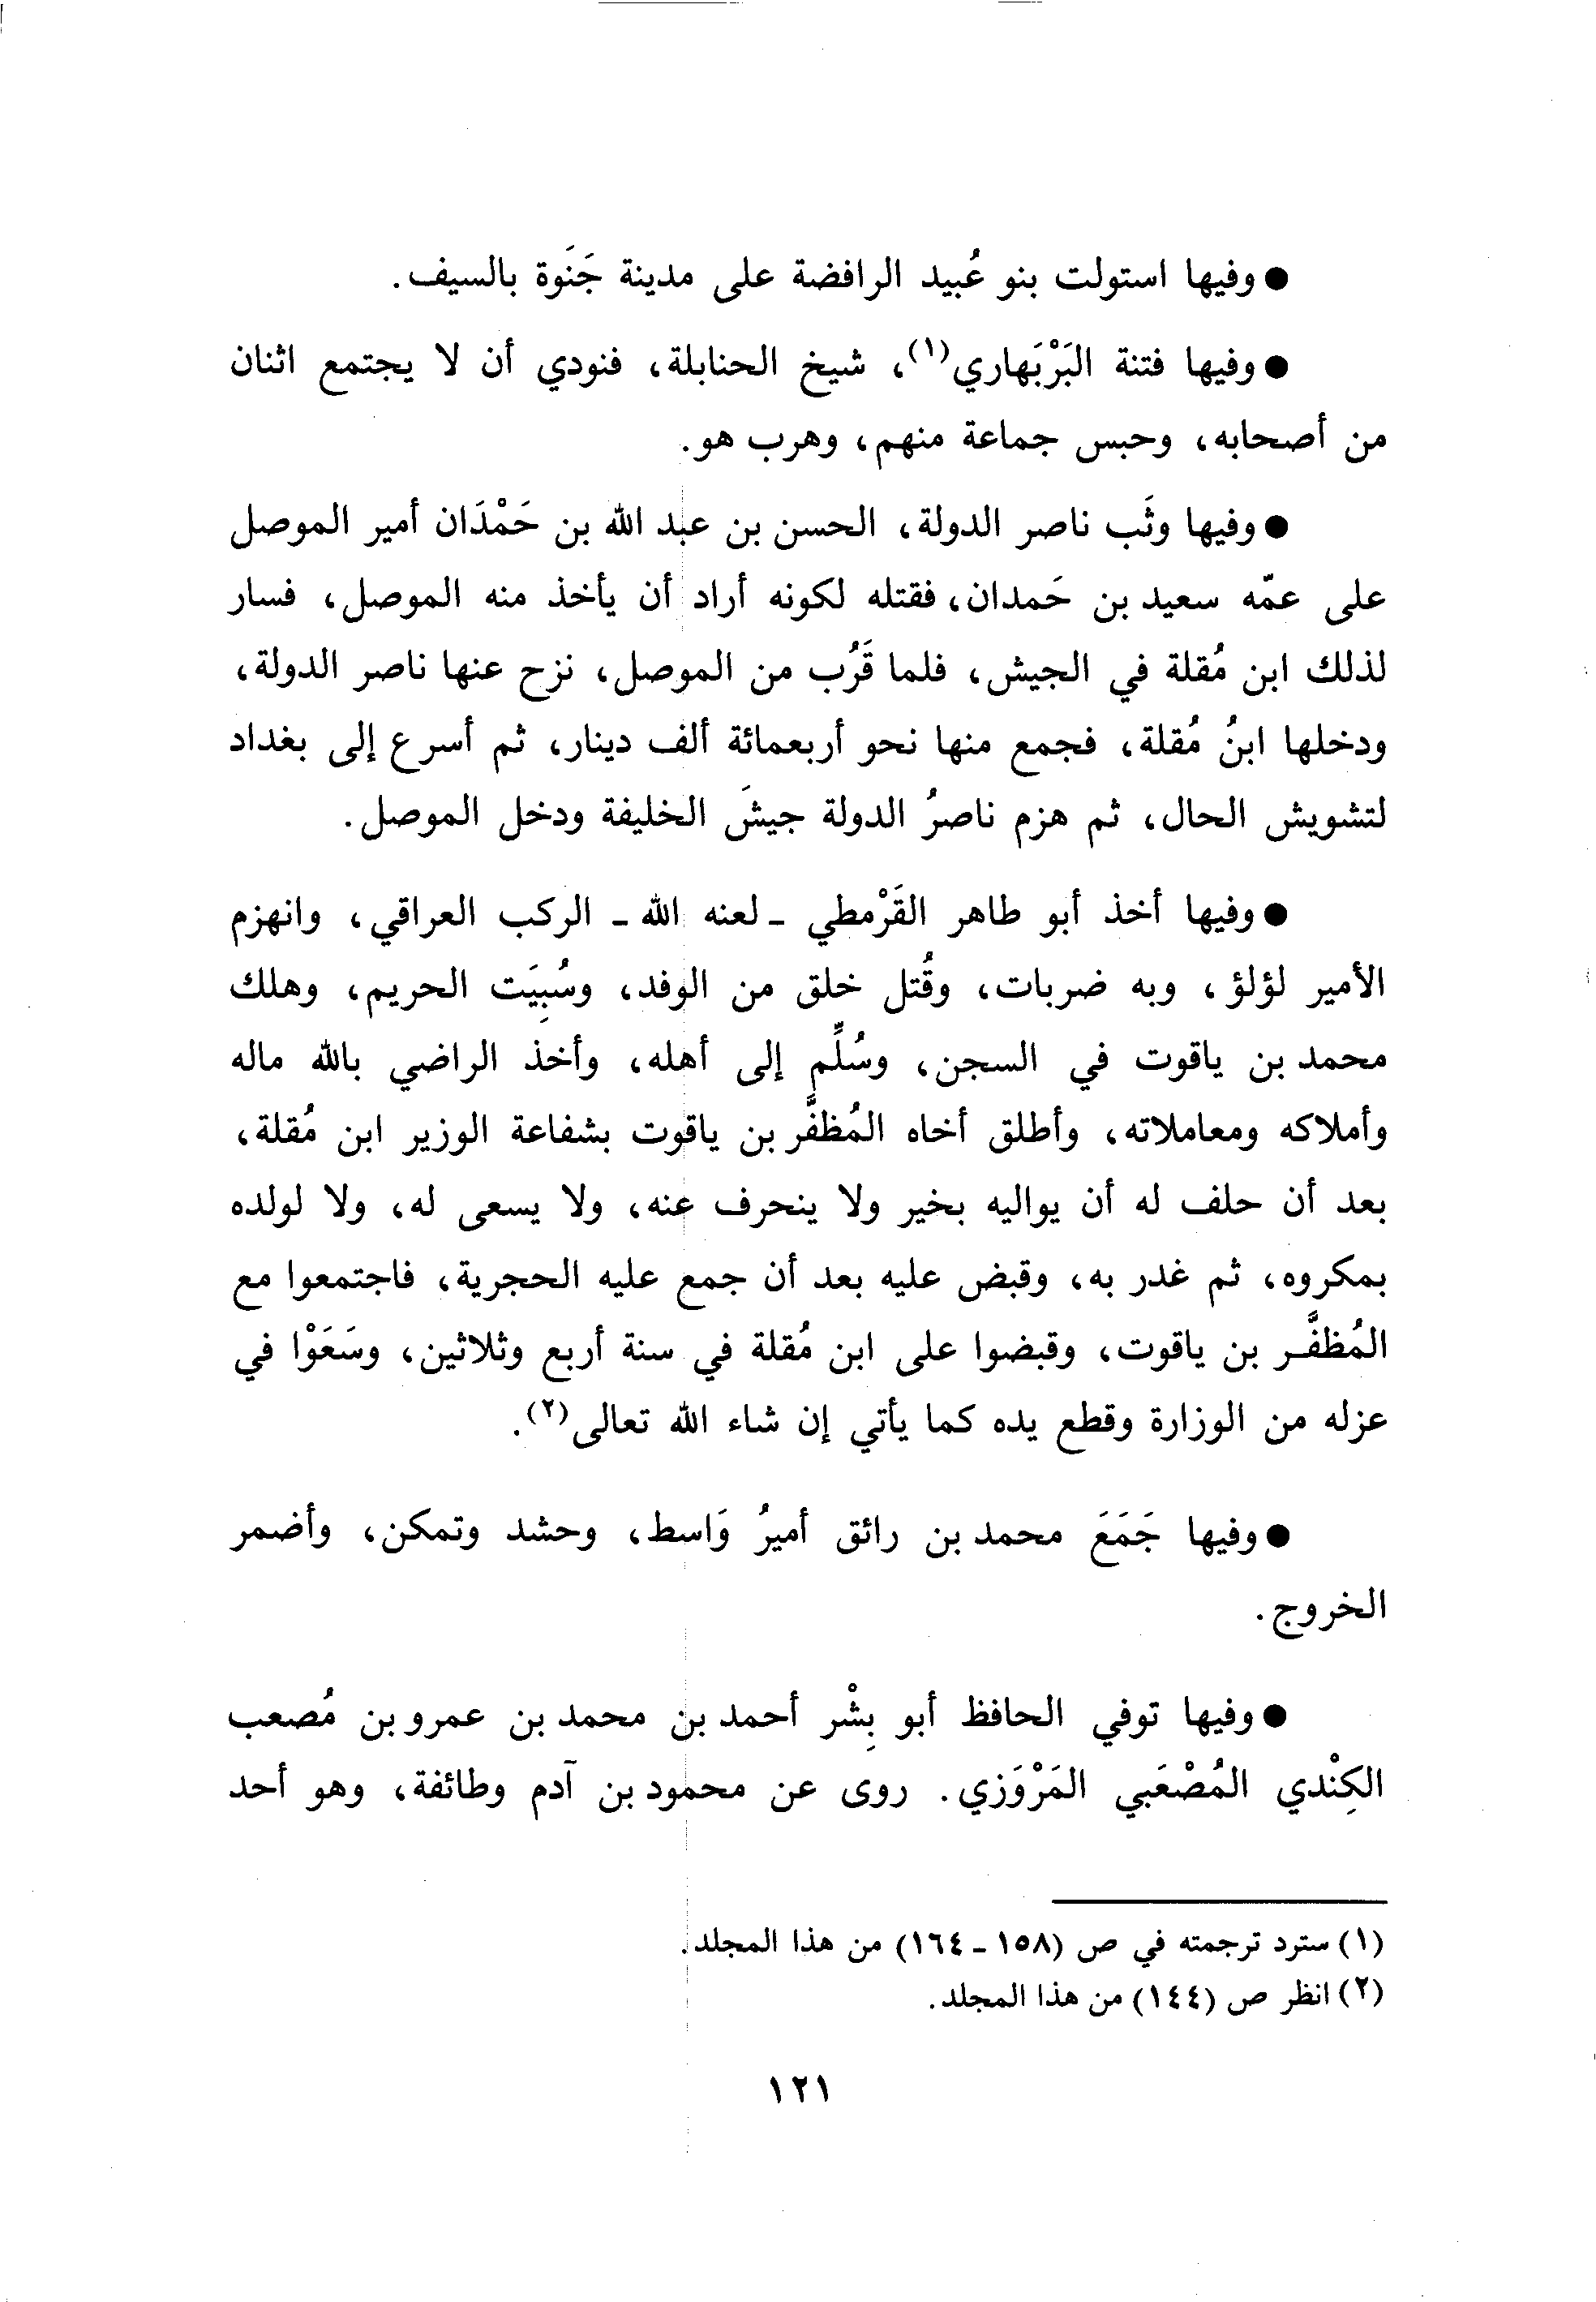 ● وفيها استولت بنو عُبيد الرافضة على مدينة جَنَوة بالسيف.
● وفيها فتنة البَرْبَهاري(١)، شيخ الحنابلة، فنودي أن لا يجتمع اثنان
من أصحابه، وحبس جماعة منهم، وهرب هو.
● وفيها وثَب ناصر الدولة، الحسن بن عبد الله بن حَمْدَان أمير الموصل
على عمّه سعيد بن حَمدان، فقتله لكونه أراد أن يأخذ منه الموصل، فسار
لذلك ابن مُقلة في الجيش، فلما قَرُب من الموصل، نزح عنها ناصر الدولة،
ودخلها ابنُ مُقلة، فجمع منها نحو أربعمائة ألف دينار، ثم أسرع إلى بغداد
لتشويش الحال، ثم هزم ناصرُ الدولة جيشَ الخليفة ودخل الموصل.
● وفيها أخذ أبو طاهر القَرْمطي - لعنه الله - الركب العراقي، وانهزم
الأمير لؤلؤ، وبه ضربات، وقُتل خلق من الوفد، وسُبِيَت الحريم، وهلك
محمد بن ياقوت في السجن، وسُلِّم إلى أهله، وأخذ الراضي بالله ماله
وأملاكه ومعاملاته، وأطلق أخاه المُظفَّر بن ياقوت بشفاعة الوزير ابن مُقلة،
بعد أن حلف له أن يواليه بخير ولا ينحرف عنه، ولا يسعى له، ولا لولده
بمكروه، ثم غدر به، وقبض عليه بعد أن جمع عليه الحجرية، فاجتمعوا مع
المُظفَّر بن ياقوت، وقبضوا على ابن مُقلة في سنة أربع وثلاثين، وسَعَوْا في
عزله من الوزارة وقطع يده كما يأتي إن شاء الله تعالى(٢).
● وفيها جَمَعَ محمد بن رائق أميرُ وَاسط، وحشد وتمكن، وأضمر
الخروج.
● وفيها توفي الحافظ أبو بِشْر أحمد بن محمد بن عمرو بن مُصعب
الكِنْدي المُصْعَبي المَرْوَزي. روى عن محمود بن آدم وطائفة، وهو أحد
(١) سترد ترجمته في ص (١٥٨ - ١٦٤) من هذا المجلد.
(٢) انظر ص (١٤٤) من هذا المجلد.
١٢١